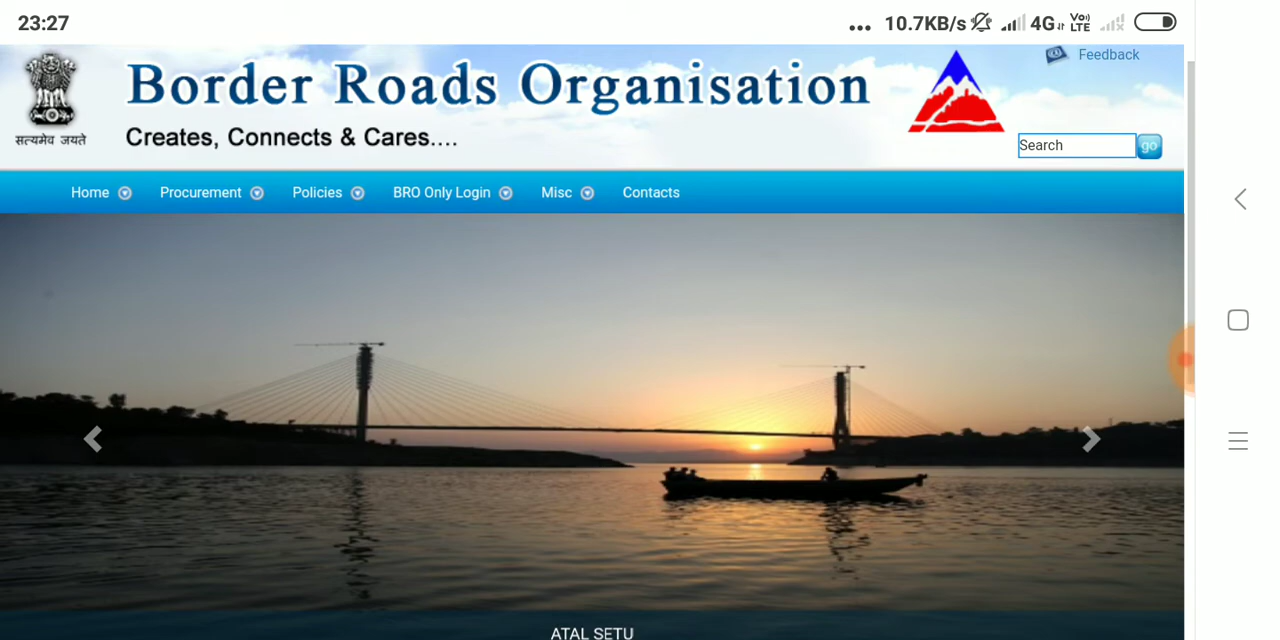 23:27
... 10.7KB/s 4G Vo)) LTE
Feedback
Border Roads Organisation
सत्यमेव जयते
Creates, Connects & Cares....
Search go
Home Procurement Policies BRO Only Login Misc Contacts
ATAL SETU